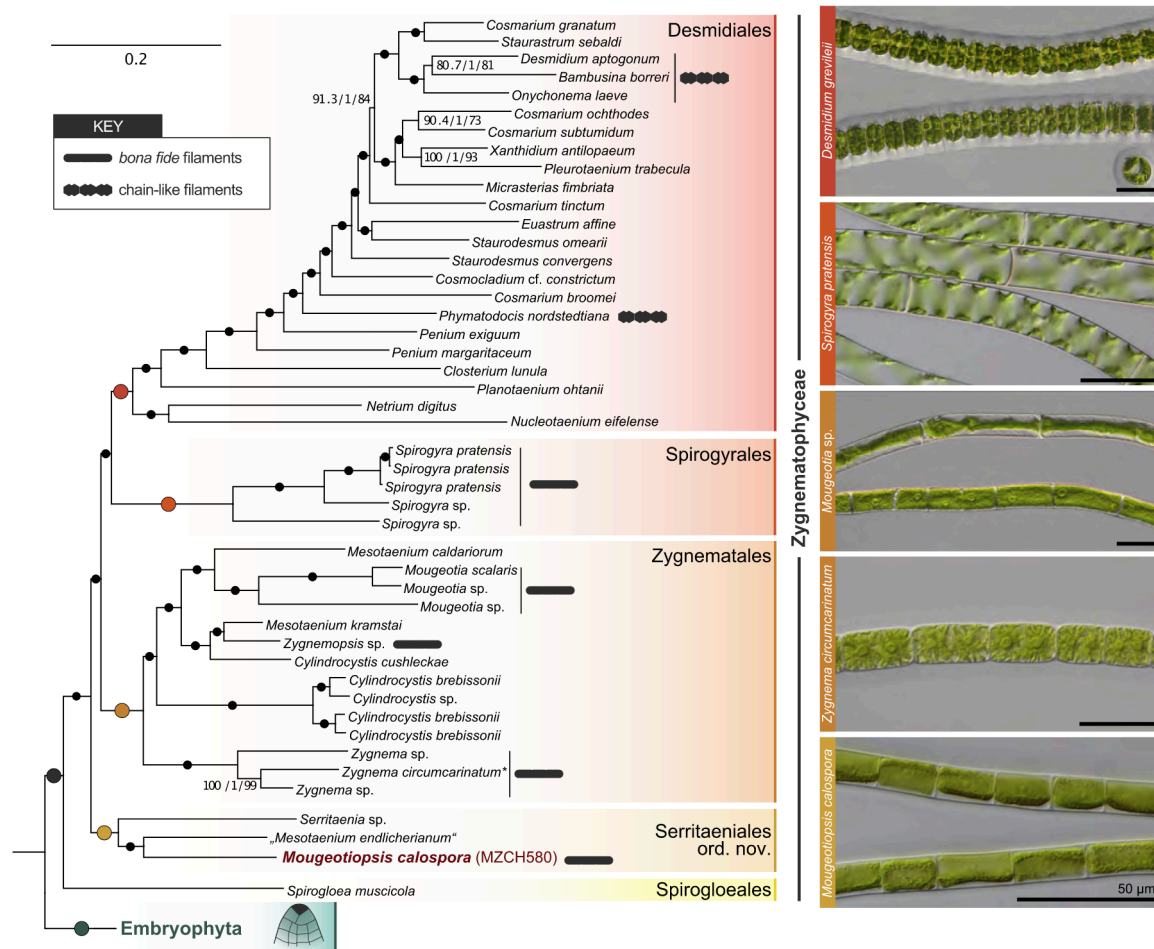 0.2
KEY
bona fide filaments
chain-like filaments
Desmidiales
Cosmarium granatum
Staurastrum sebaldi
Desmidium aptogonum
80.7/1/81
Bambusina borreri
Onychonema laeve
91.3/1/84
Cosmarium ochthodes
90.4/1/73
Cosmarium subtumidum
Xanthidium antilopaeum
100/1/93
Pleurotaenium trabecula
Micrasterias fimbriata
Cosmarium tinctum
Euastrum affine
Staurodesmus omearii
Staurodesmus convergens
Cosmocladium cf. constrictum
Cosmarium broomei
Phymatodocis nordstedtiana
Penium exiguum
Penium margaritaceum
Closterium lunula
Planotaenium ohtanii
Netrium digitus
Nucleotaenium eifelense
Spirogyrales
Spirogyra pratensis
Spirogyra pratensis
Spirogyra pratensis
Spirogyra sp.
Spirogyra sp.
Zygnematales
Mesotaenium caldariorum
Mougeotia scalaris
Mougeotia sp.
Mougeotia sp.
Mesotaenium kramstai
Zygnemopsis sp.
Cylindrocystis cushleckae
Cylindrocystis brebissonii
Cylindrocystis sp.
Cylindrocystis brebissonii
Cylindrocystis brebissonii
Zygnema sp.
Zygnema circumcarinatum*
100/1/99
Zygnema sp.
Serritaeniales
ord. nov.
Serritaenia sp.
„Mesotaenium endlicherianum“
Mougeotiopsis calospora (MZCH580)
Spirogloeales
Spirogloea muscicola
Embryophyta
Zygnematophyceae
Desmidium grevileii
Spirogyra pratensis
Mougeotia sp.
Zygnema circumcarinatum
Mougeotiopsis calospora
50 µm